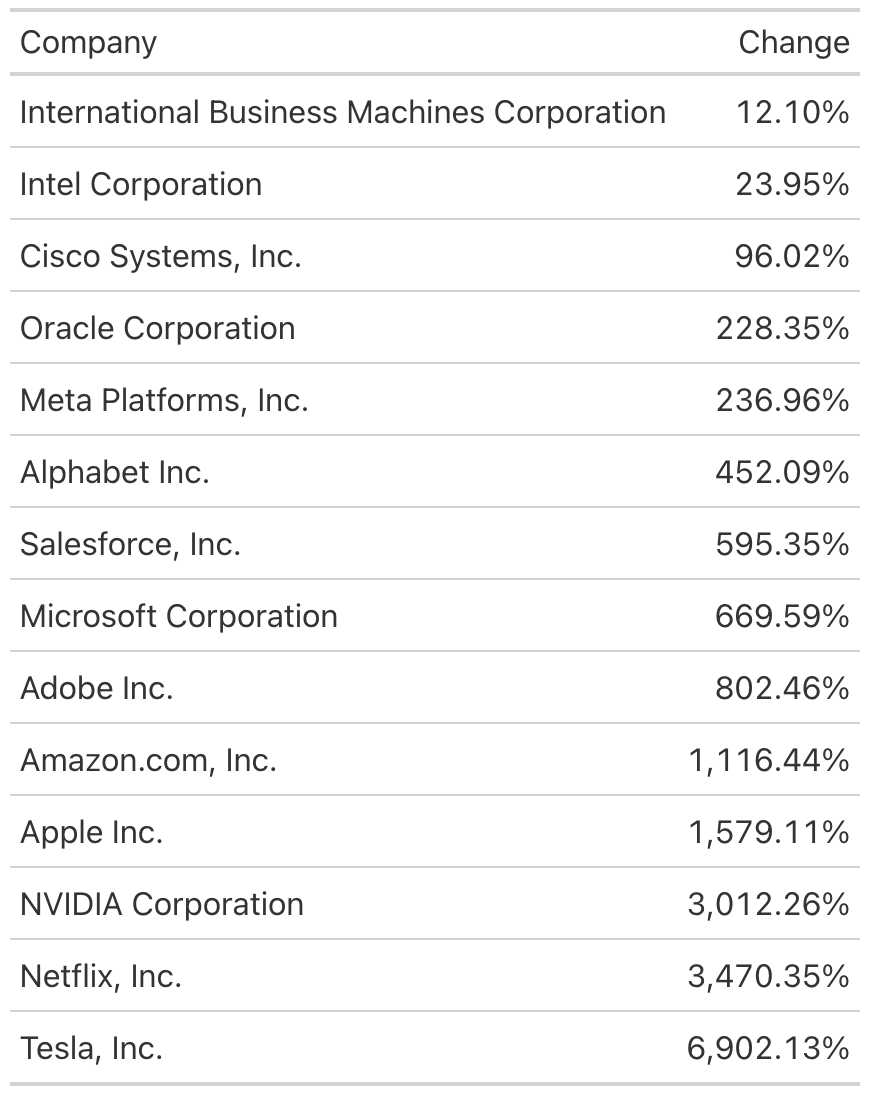 Company Change
International Business Machines Corporation 12.10%
Intel Corporation 23.95%
Cisco Systems, Inc. 96.02%
Oracle Corporation 228.35%
Meta Platforms, Inc. 236.96%
Alphabet Inc. 452.09%
Salesforce, Inc. 595.35%
Microsoft Corporation 669.59%
Adobe Inc. 802.46%
Amazon.com, Inc. 1,116.44%
Apple Inc. 1,579.11%
NVIDIA Corporation 3,012.26%
Netflix, Inc. 3,470.35%
Tesla, Inc. 6,902.13%